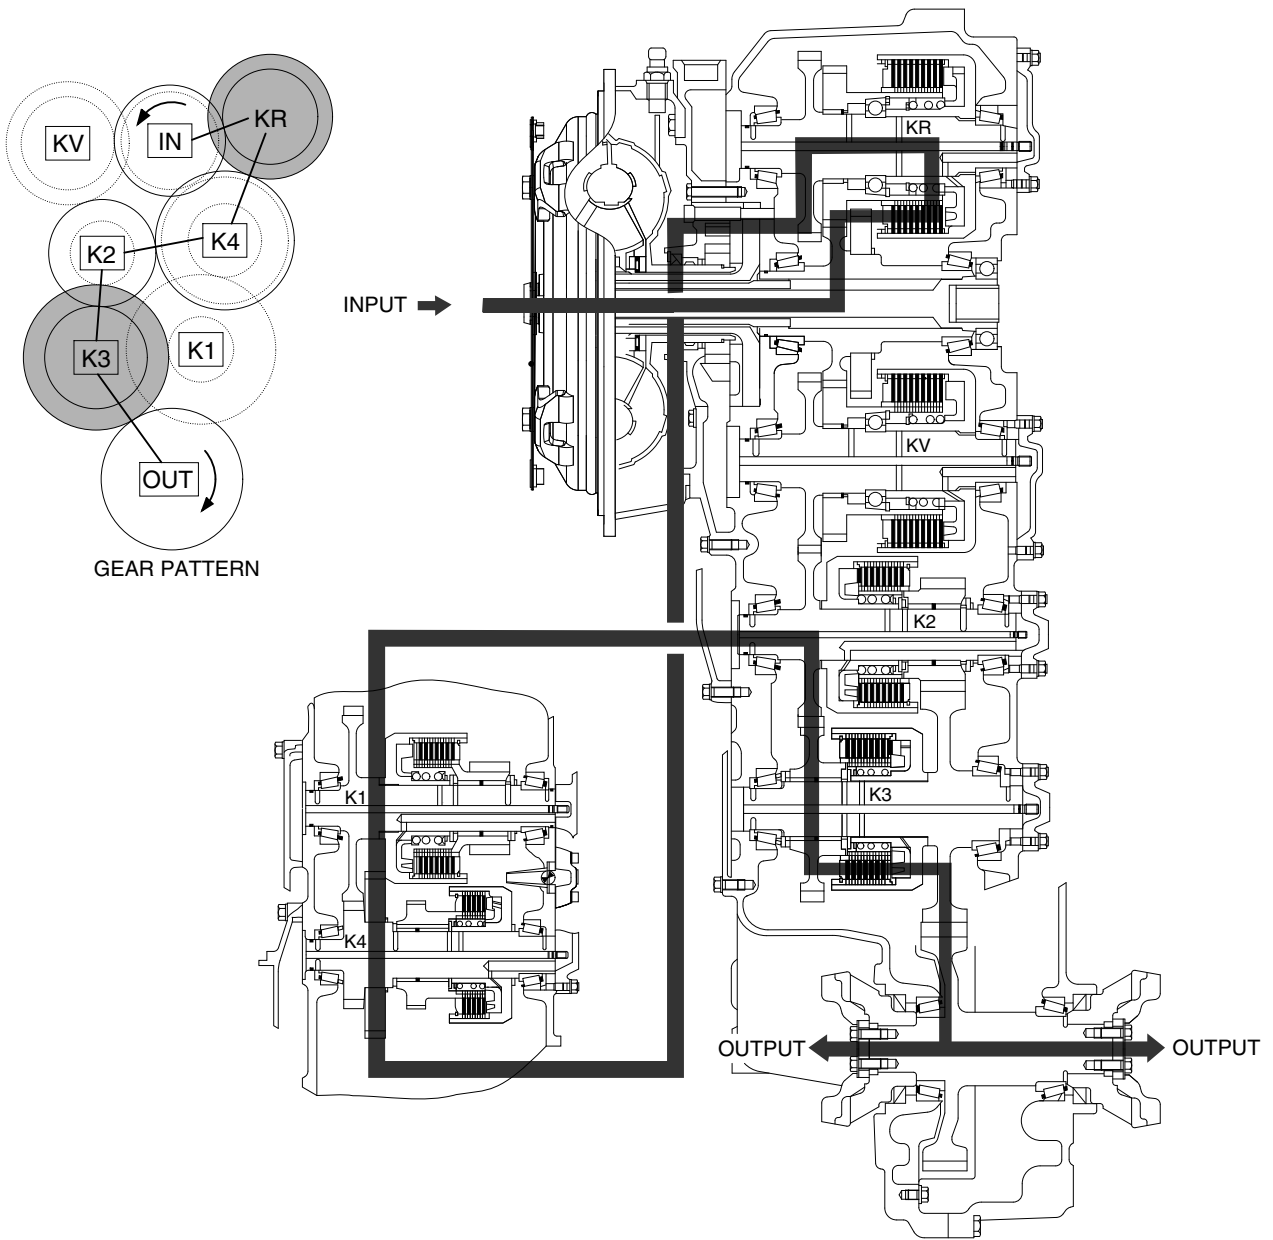 KV
IN
KR
K2
K4
K3
K1
OUT
GEAR PATTERN
INPUT
KR
KV
K2
K3
K1
K4
OUTPUT
OUTPUT